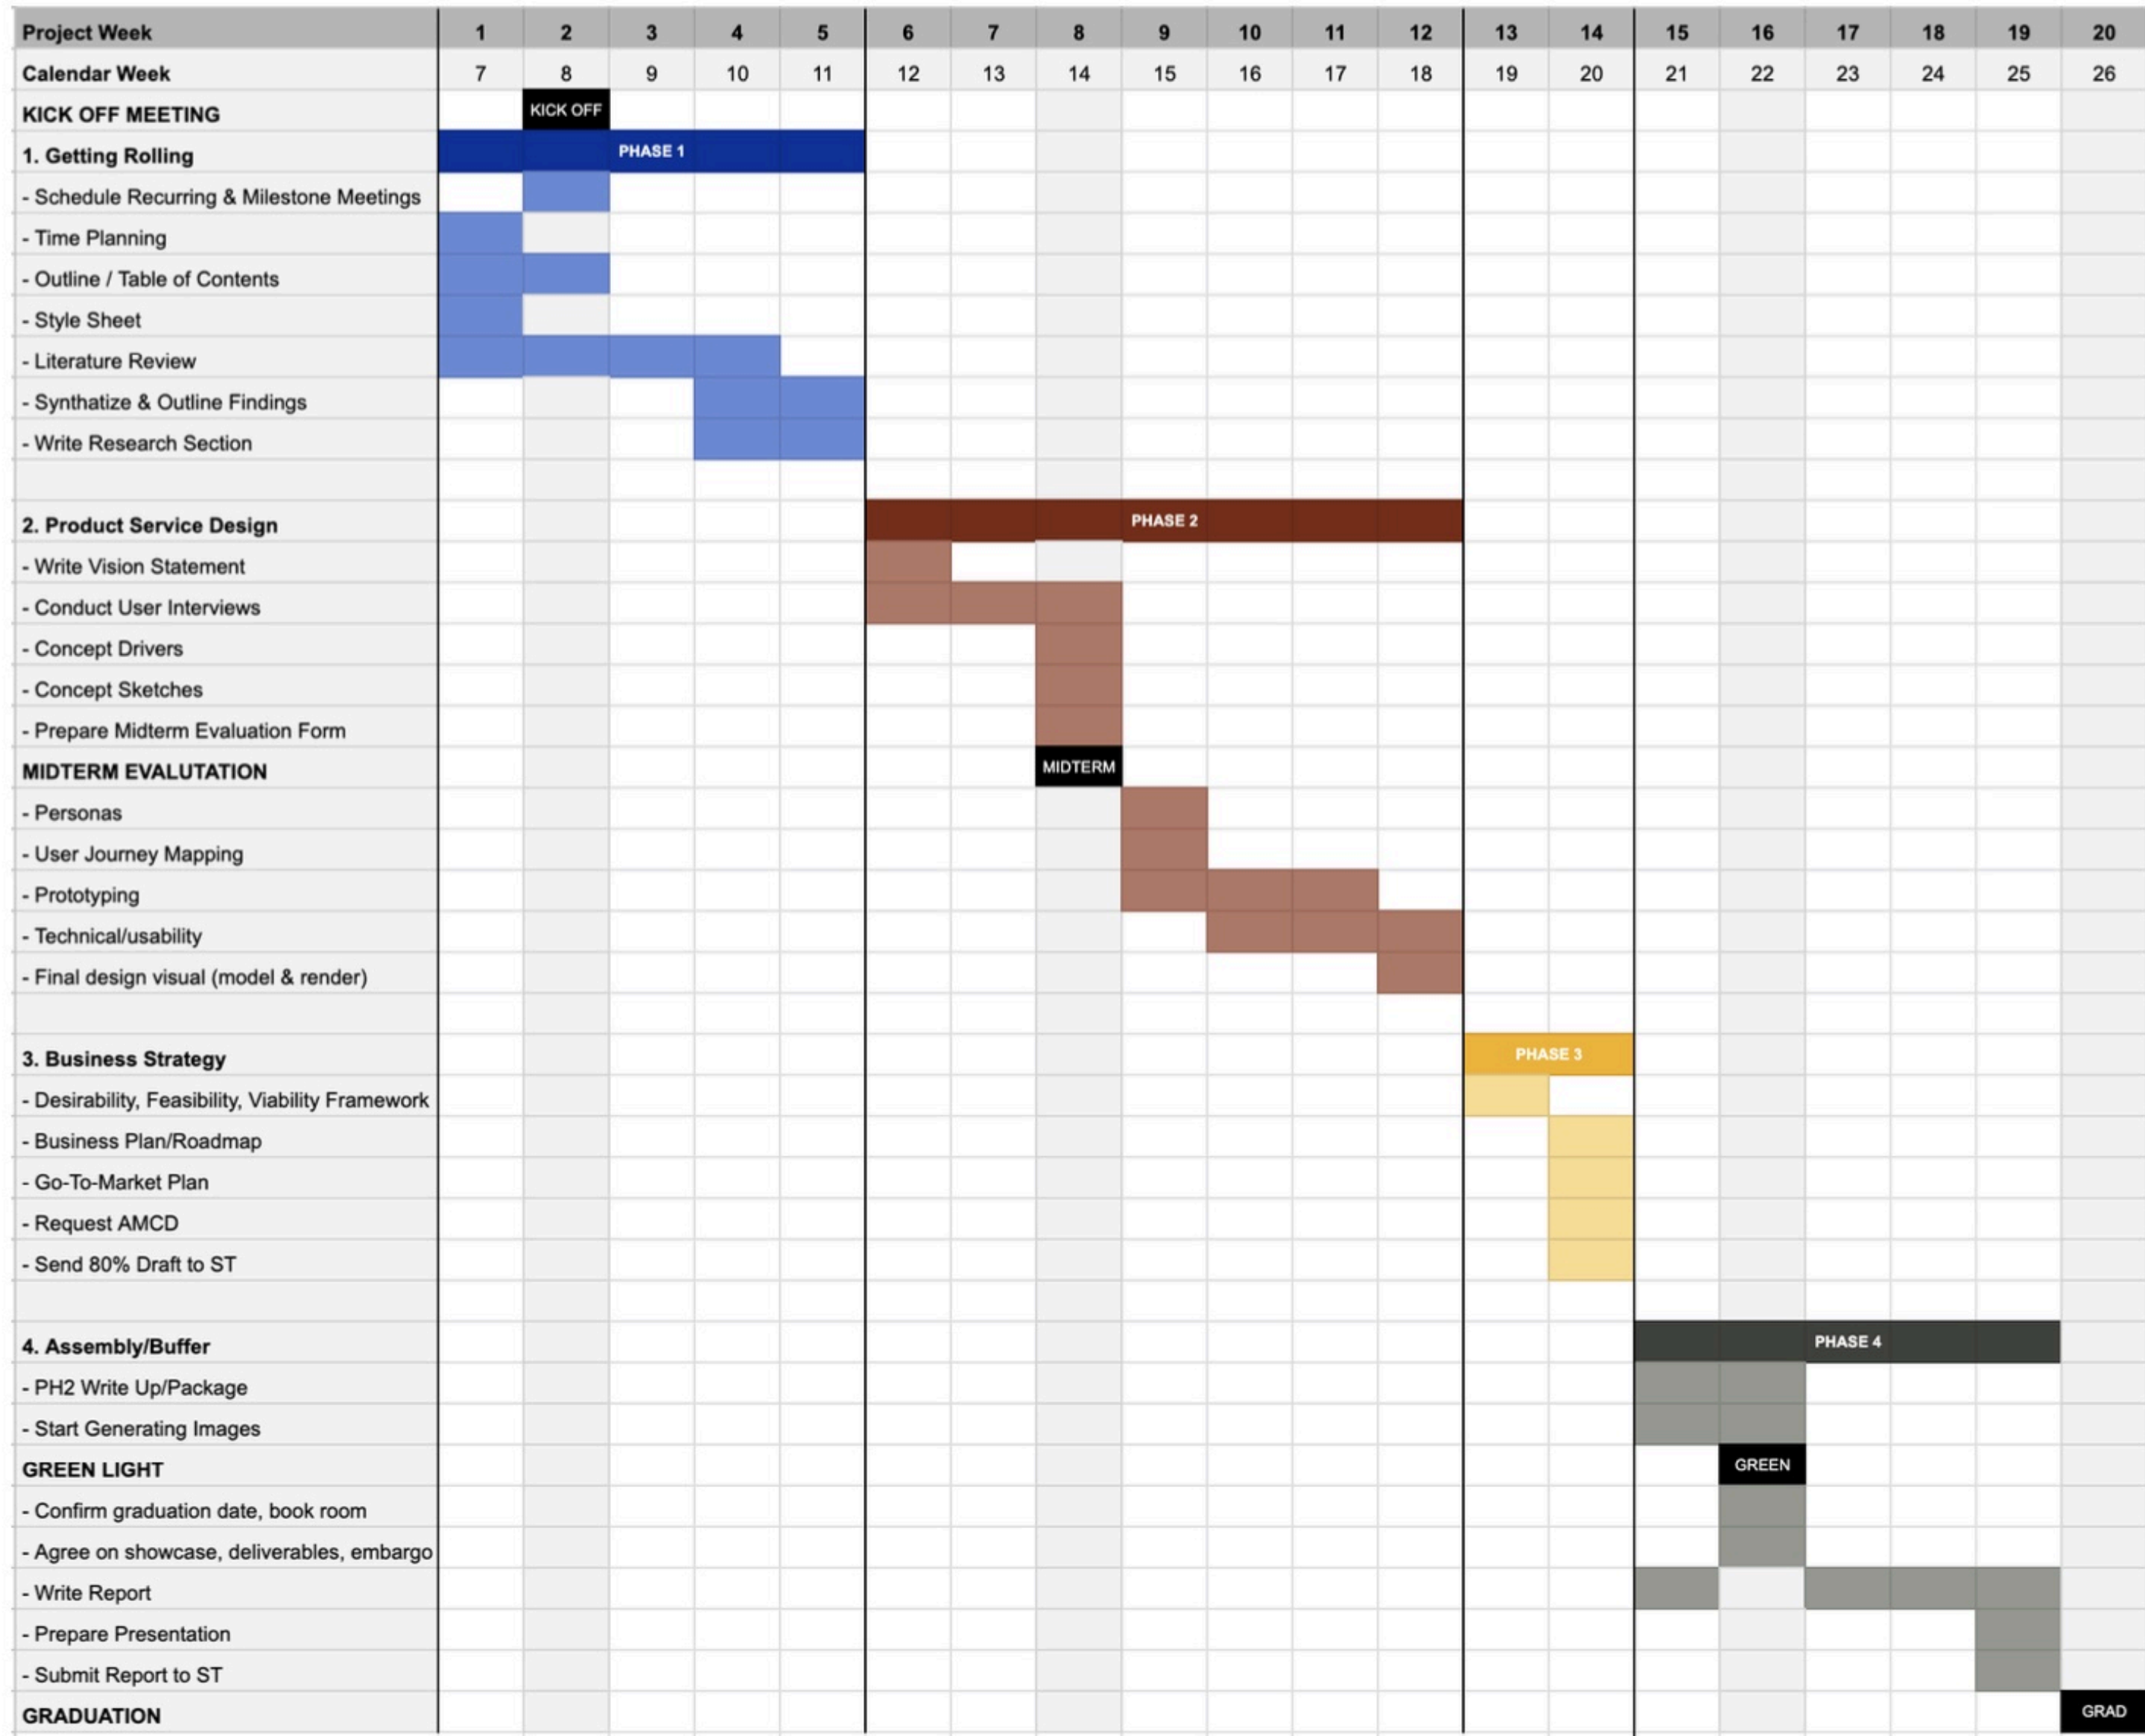 Project Week 1 2 3 4 5 6 7 8 9 10 11 12 13 14 15 16 17 18 19 20
Calendar Week 7 8 9 10 11 12 13 14 15 16 17 18 19 20 21 22 23 24 25 26
KICK OFF MEETING KICK OFF
1. Getting Rolling PHASE 1
- Schedule Recurring & Milestone Meetings
- Time Planning
- Outline / Table of Contents
- Style Sheet
- Literature Review
- Synthatize & Outline Findings
- Write Research Section
2. Product Service Design PHASE 2
- Write Vision Statement
- Conduct User Interviews
- Concept Drivers
- Concept Sketches
- Prepare Midterm Evaluation Form
MIDTERM EVALUTATION MIDTERM
- Personas
- User Journey Mapping
- Prototyping
- Technical/usability
- Final design visual (model & render)
3. Business Strategy PHASE 3
- Desirability, Feasibility, Viability Framework
- Business Plan/Roadmap
- Go-To-Market Plan
- Request AMCD
- Send 80% Draft to ST
4. Assembly/Buffer PHASE 4
- PH2 Write Up/Package
- Start Generating Images
GREEN LIGHT GREEN
- Confirm graduation date, book room
- Agree on showcase, deliverables, embargo
- Write Report
- Prepare Presentation
- Submit Report to ST
GRADUATION GRAD